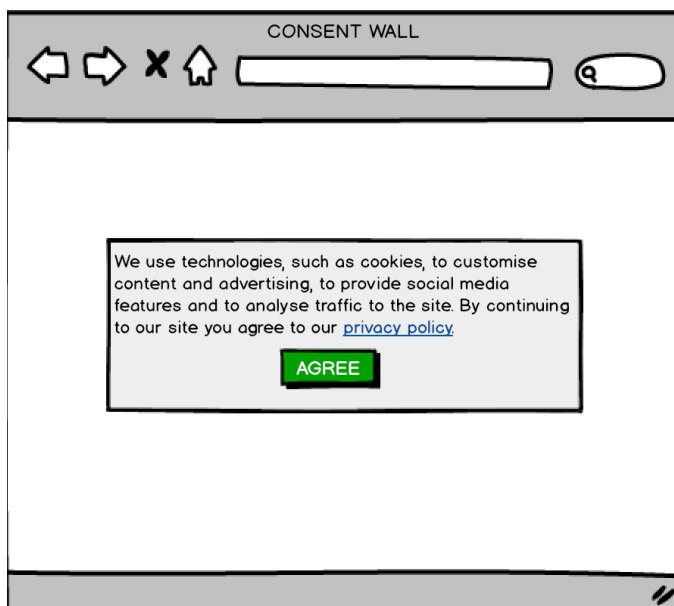 CONSENT WALL
We use technologies, such as cookies, to customise
content and advertising, to provide social media
features and to analyse traffic to the site. By continuing
to our site you agree to our privacy policy
AGREE